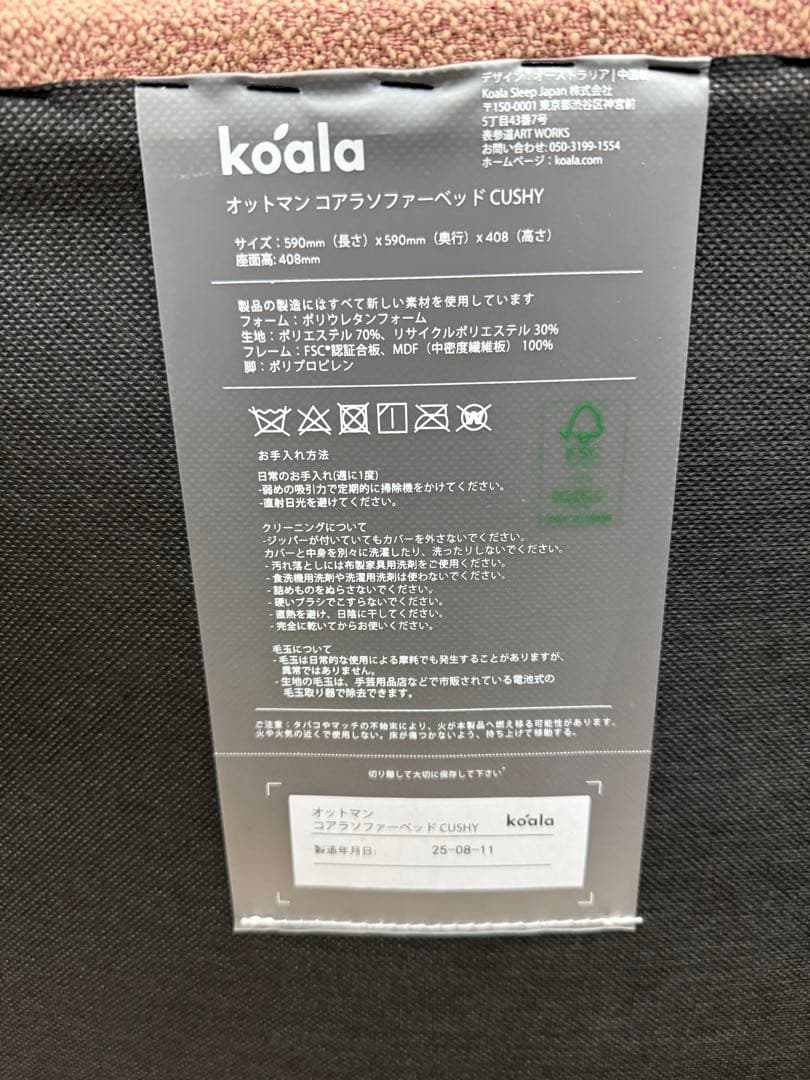 デザイン：オーストラリア | 中国製
Koala Sleep Japan 株式会社
〒150-0001 東京都渋谷区神宮前
5丁目43番7号
表参道ART WORKS
お問い合わせ: 050-3199-1554
ホームページ：koala.com
koala
オットマン コアラソファーベッド CUSHY
サイズ：590mm（長さ）x 590mm（奥行）x 408（高さ）
座面高: 408mm
製品の製造にはすべて新しい素材を使用しています
フォーム：ポリウレタンフォーム
生地：ポリエステル 70%、リサイクルポリエステル 30%
フレーム：FSC®認証合板、MDF（中密度繊維板） 100%
脚：ポリプロピレン
W
FSC
お手入れ方法
日常のお手入れ(週に1度)
-弱めの吸引力で定期的に掃除機をかけてください。
-直射日光を避けてください。
クリーニングについて
-ジッパーが付いていてもカバーを外さないでください。
カバーと中身を別々に洗濯したり、洗ったりしないでください。
- 汚れ落としには布製家具用洗剤をご使用ください。
- 食洗機用洗剤や洗濯用洗剤は使わないでください。
- 詰めものをぬらさないでください。
- 硬いブラシでこすらないでください。
- 直熱を避け、日陰に干してください。
- 完全に乾いてからお使いください。
毛玉について
- 毛玉は日常的な使用による摩耗でも発生することがありますが、
異常ではありません。
- 生地の毛玉は、手芸用品店などで市販されている電池式の
毛玉取り器で除去できます。
ご注意：タバコやマッチの不始末により、火が本製品へ燃え移る可能性があります。
火や火気の近くで使用しない。床が傷つかないよう、持ち上げて移動する。
切り離して大切に保存して下さい
オットマン
コアラソファーベッド CUSHY
koala
製造年月日: 25-08-11